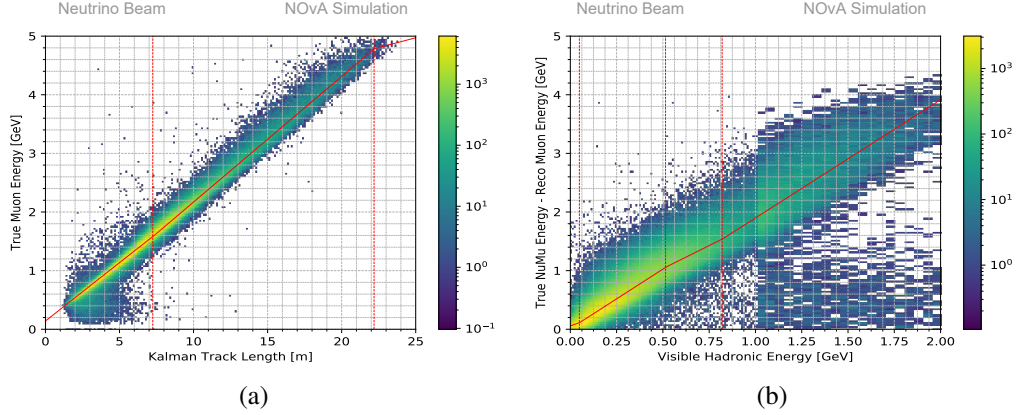 Neutrino Beam NOvA Simulation
5
4
3
2
1
0
0 5 10 15 20 25
True Muon Energy [GeV]
Kalman Track Length [m]
10³
10²
10¹
10⁰
10⁻¹
(a)
Neutrino Beam NOvA Simulation
5
4
3
2
1
0
0.00 0.25 0.50 0.75 1.00 1.25 1.50 1.75 2.00
True NuMu Energy - Reco Muon Energy [GeV]
Visible Hadronic Energy [GeV]
10³
10²
10¹
10⁰
(b)